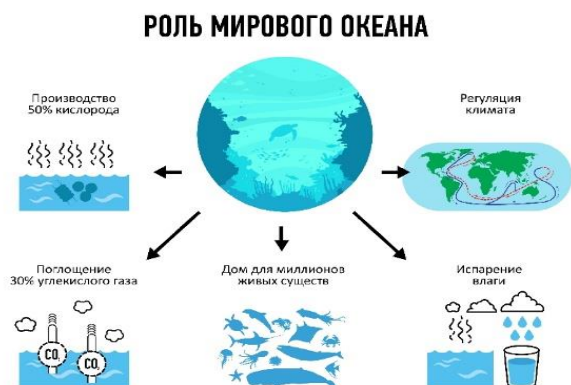 РОЛЬ МИРОВОГО ОКЕАНА
Производство
50% кислорода
Регуляция
климата
Поглощение
30% углекислого газа
CO₂
CO₂
Дом для миллионов
живых существ
Испарение
влаги